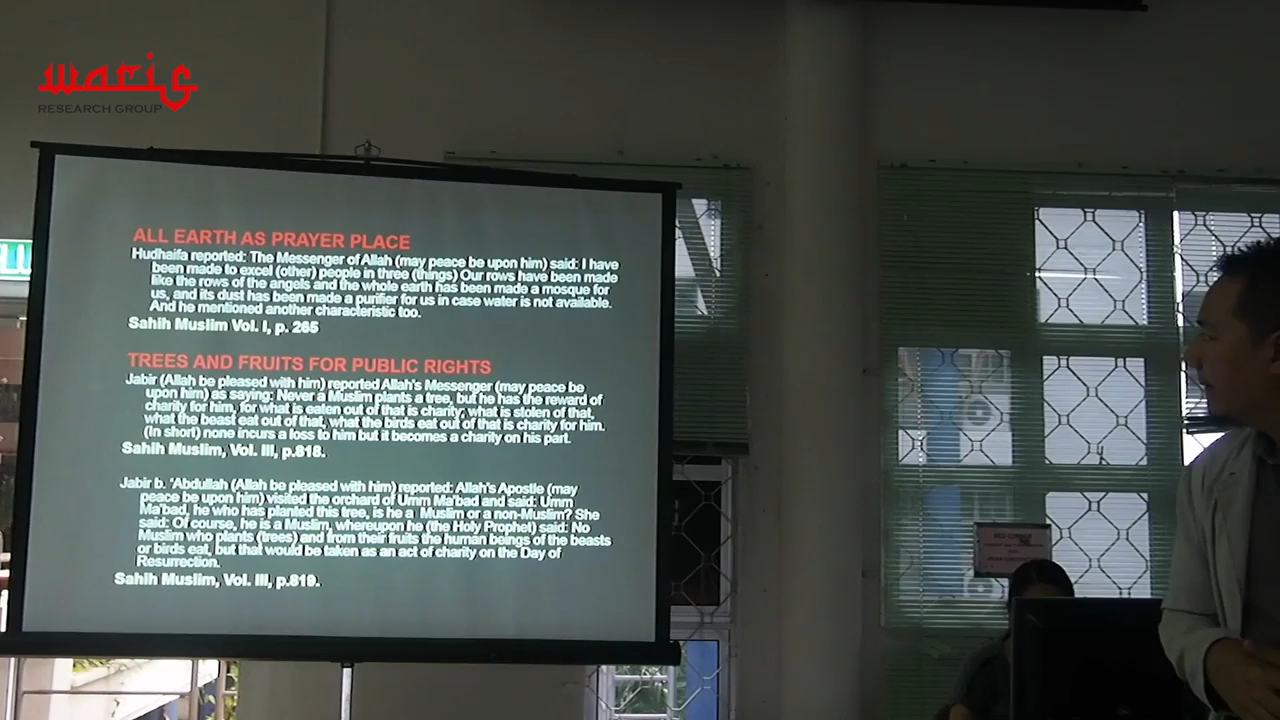 waris
RESEARCH GROUP
ALL EARTH AS PRAYER PLACE
Hudhaifa reported: The Messenger of Allah (may peace be upon him) said: I have
been made to excel (other) people in three (things) Our rows have been made
like the rows of the angels and the whole earth has been made a mosque for
us, and its dust has been made a purifier for us in case water is not available.
And he mentioned another characteristic too.
Sahih Muslim Vol. I, p. 265
TREES AND FRUITS FOR PUBLIC RIGHTS
Jabir (Allah be pleased with him) reported Allah's Messenger (may peace be
upon him) as saying: Never a Muslim plants a tree, but he has the reward of
charity for him, for what is eaten out of that is charity; what is stolen of that,
what the beast eat out of that, what the birds eat out of that is charity for him.
(In short) none incurs a loss to him but it becomes a charity on his part.
Sahih Muslim, Vol. III, p.818.
Jabir b. 'Abdullah (Allah be pleased with him) reported: Allah's Apostle (may
peace be upon him) visited the orchard of Umm Ma'bad and said: Umm
Ma'bad, he who has planted this tree, is he a Muslim or a non-Muslim? She
said: Of course, he is a Muslim, whereupon he (the Holy Prophet) said: No
Muslim who plants (trees) and from their fruits the human beings of the beasts
or birds eat, but that would be taken as an act of charity on the Day of
Resurrection.
Sahih Muslim, Vol. III, p.819.